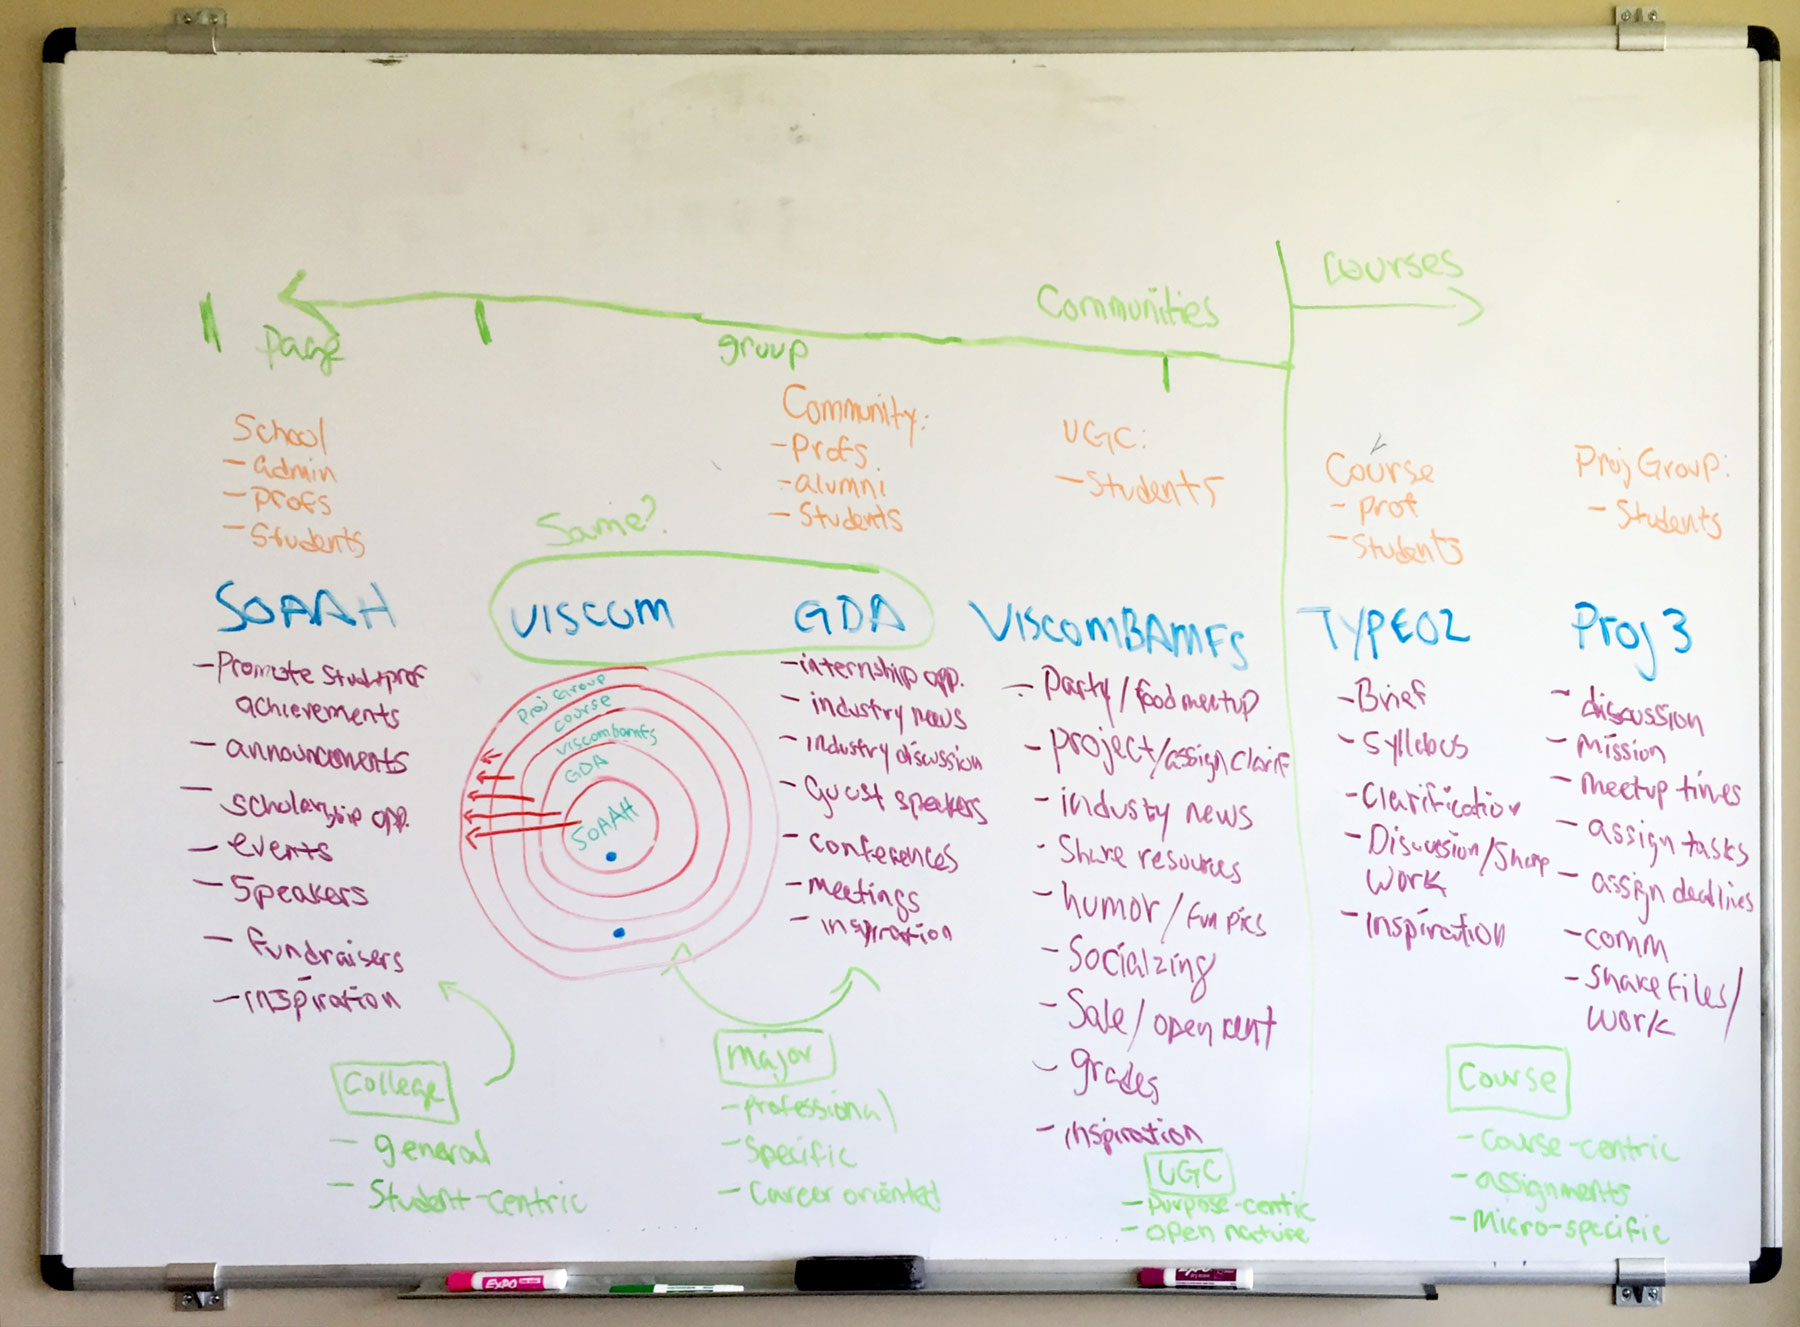 Courses
Communities
Page
group
School
- admin
- Profs
- Students
Community:
- Profs
- alumni
- Students
UGC:
- Students
Course
- prof
- Students
Proj Group:
- Students
Same?
SOAAH
VISCOM
GDA
VISCOMBAMFS
TYPE02
Proj 3
- Promote Stud+prof
achievements
- announcements
- Scholarship opp.
- events
- Speakers
- fundraisers
- inspiration
Proj Group
course
viscombamfs
GDA
SOAAH
- internship opp.
- industry news
- industry discussion
- Guest speakers
- conferences
- Meetings
- inspiration
- Party/food meetup
- project/assign clarif
- industy news
- Share resources
- humor/fun pics
- Socialzing
- Sale/open rent
- grades
- inspiration
- Brief
- Syllabus
- Clarification
- Discussion/Share
work
- inspiration
- discussion
- Mission
- meetup times
- assign tasks
- assign deadlines
- comm
- Share files/
work
College
- general
- Student-centric
Major
- professional
- Specific
- Career oriented
UGC
- Purpose-centic
- open nature
Course
- course-centric
- assignments
- Micro-specific
EXPO
EXPO